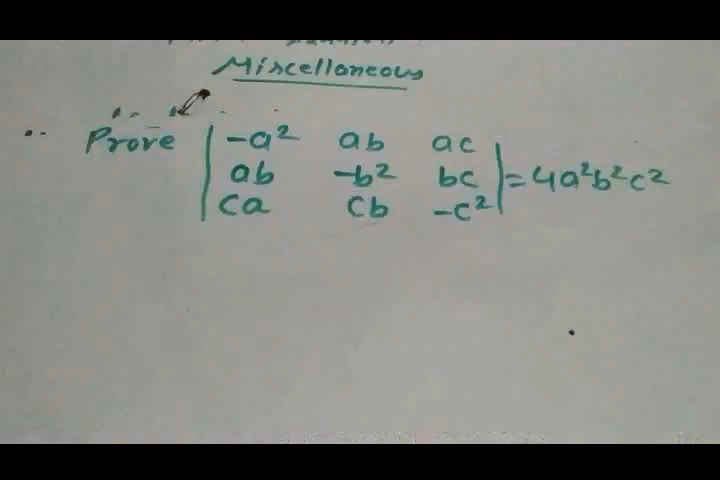 Miscellaneous
Prove | -a² ab ac |
| ab -b² bc | = 4a²b²c²
| ca cb -c² |